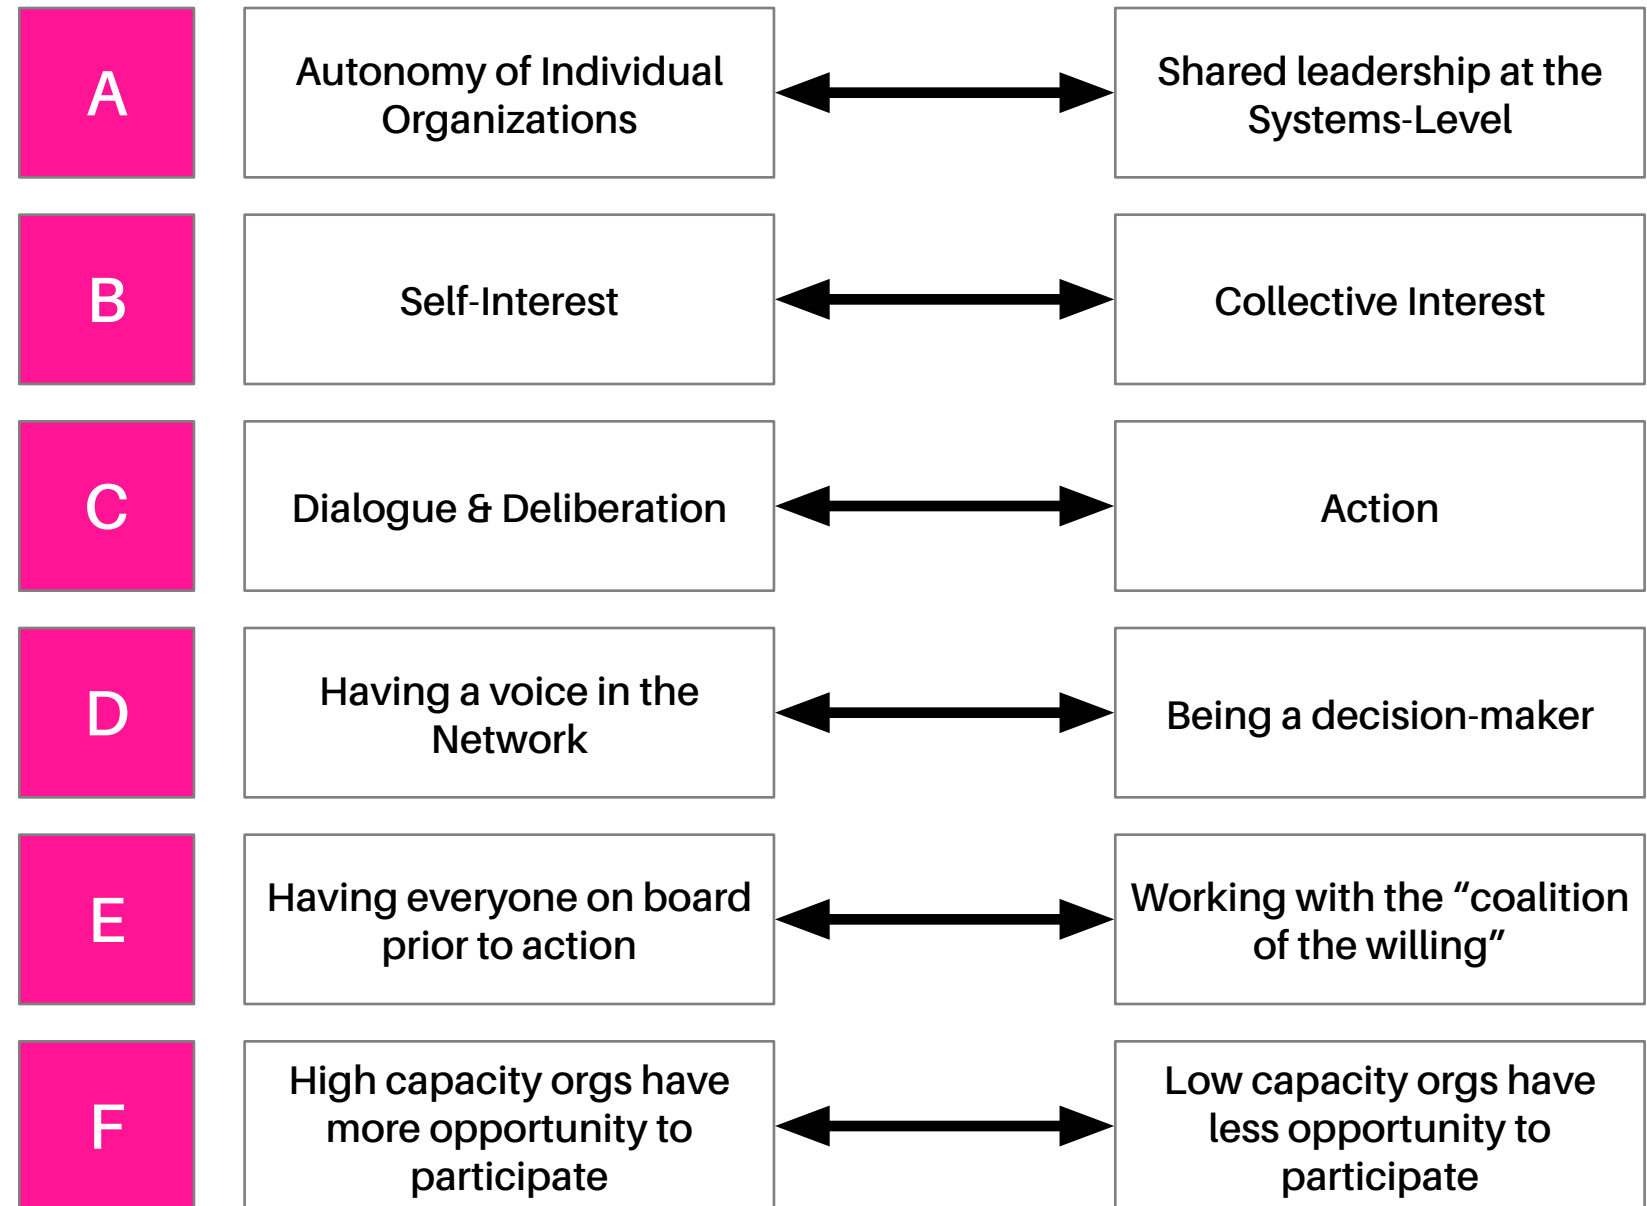 A
Autonomy of Individual
Organizations
Shared leadership at the
Systems-Level
B
Self-Interest
Collective Interest
C
Dialogue & Deliberation
Action
D
Having a voice in the
Network
Being a decision-maker
E
Having everyone on board
prior to action
Working with the “coalition
of the willing”
F
High capacity orgs have
more opportunity to
participate
Low capacity orgs have
less opportunity to
participate